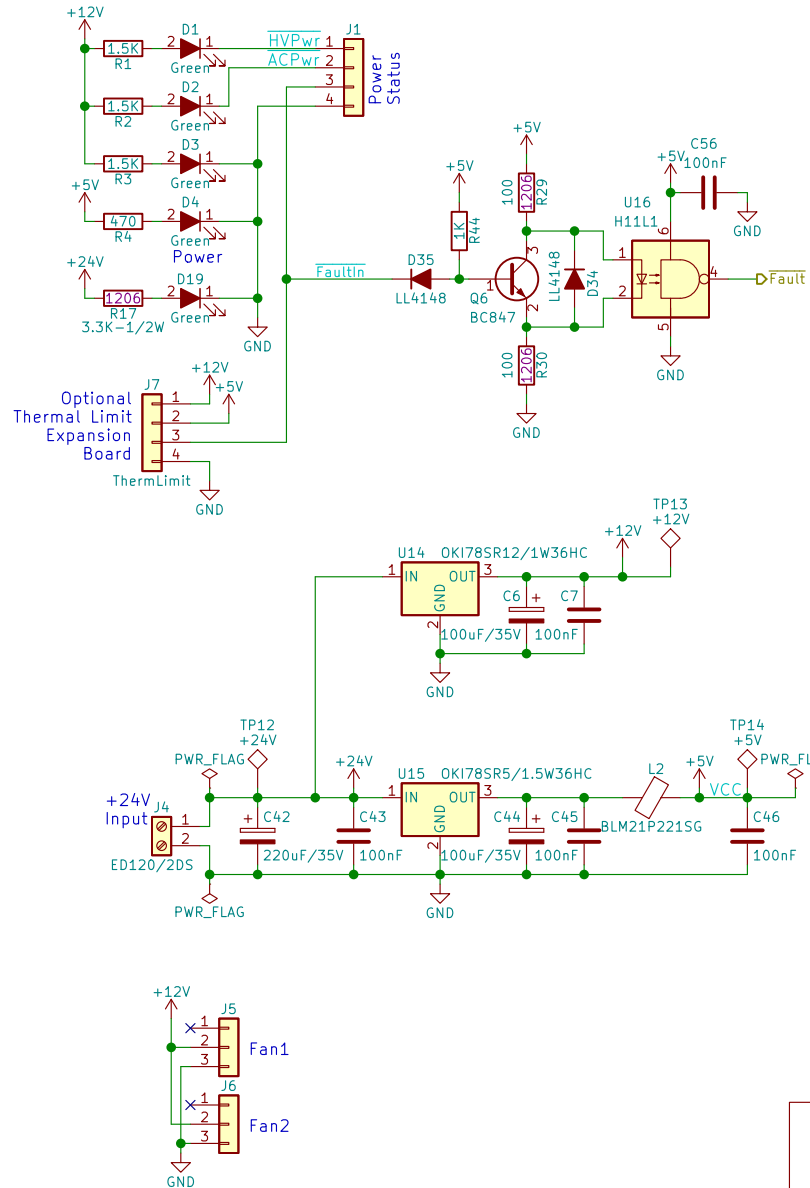 +12V
1.5K
R1
2
D1
1
Green
HVPwr
ACPwr
J1
1
2
3
4
Power
Status
1.5K
R2
2
D2
1
Green
1.5K
R3
2
D3
1
Green
+5V
470
R4
2
D4
1
Green
Power
+24V
1206
R17
3.3K-1/2W
2
D19
1
Green
GND
FaultIn
D35
LL4148
+5V
1K
R44
+5V
100
1206
R29
1
2
3
Q6
BC847
LL4148
D34
100
1206
R30
GND
+5V
C56
100nF
GND
U16
H11L1
1
2
6
4
5
GND
Fault
Optional
Thermal Limit
Expansion
Board
J7
1
2
3
4
ThermLimit
+12V
+5V
GND
U14
OKI78SR12/1W36HC
1
IN
OUT
3
GND
2
C6
+
100uF/35V
C7
100nF
+12V
TP13
+12V
GND
+24V
Input
J4
1
2
ED120/2DS
PWR_FLAG
PWR_FLAG
TP12
+24V
C42
+
220uF/35V
+24V
C43
100nF
U15
OKI78SR5/1.5W36HC
1
IN
OUT
3
GND
2
C44
+
100uF/35V
C45
100nF
L2
BLM21P221SG
+5V
VCC
TP14
+5V
PWR_FL
C46
100nF
GND
+12V
J5
1
2
3
Fan1
J6
1
2
3
Fan2
GND